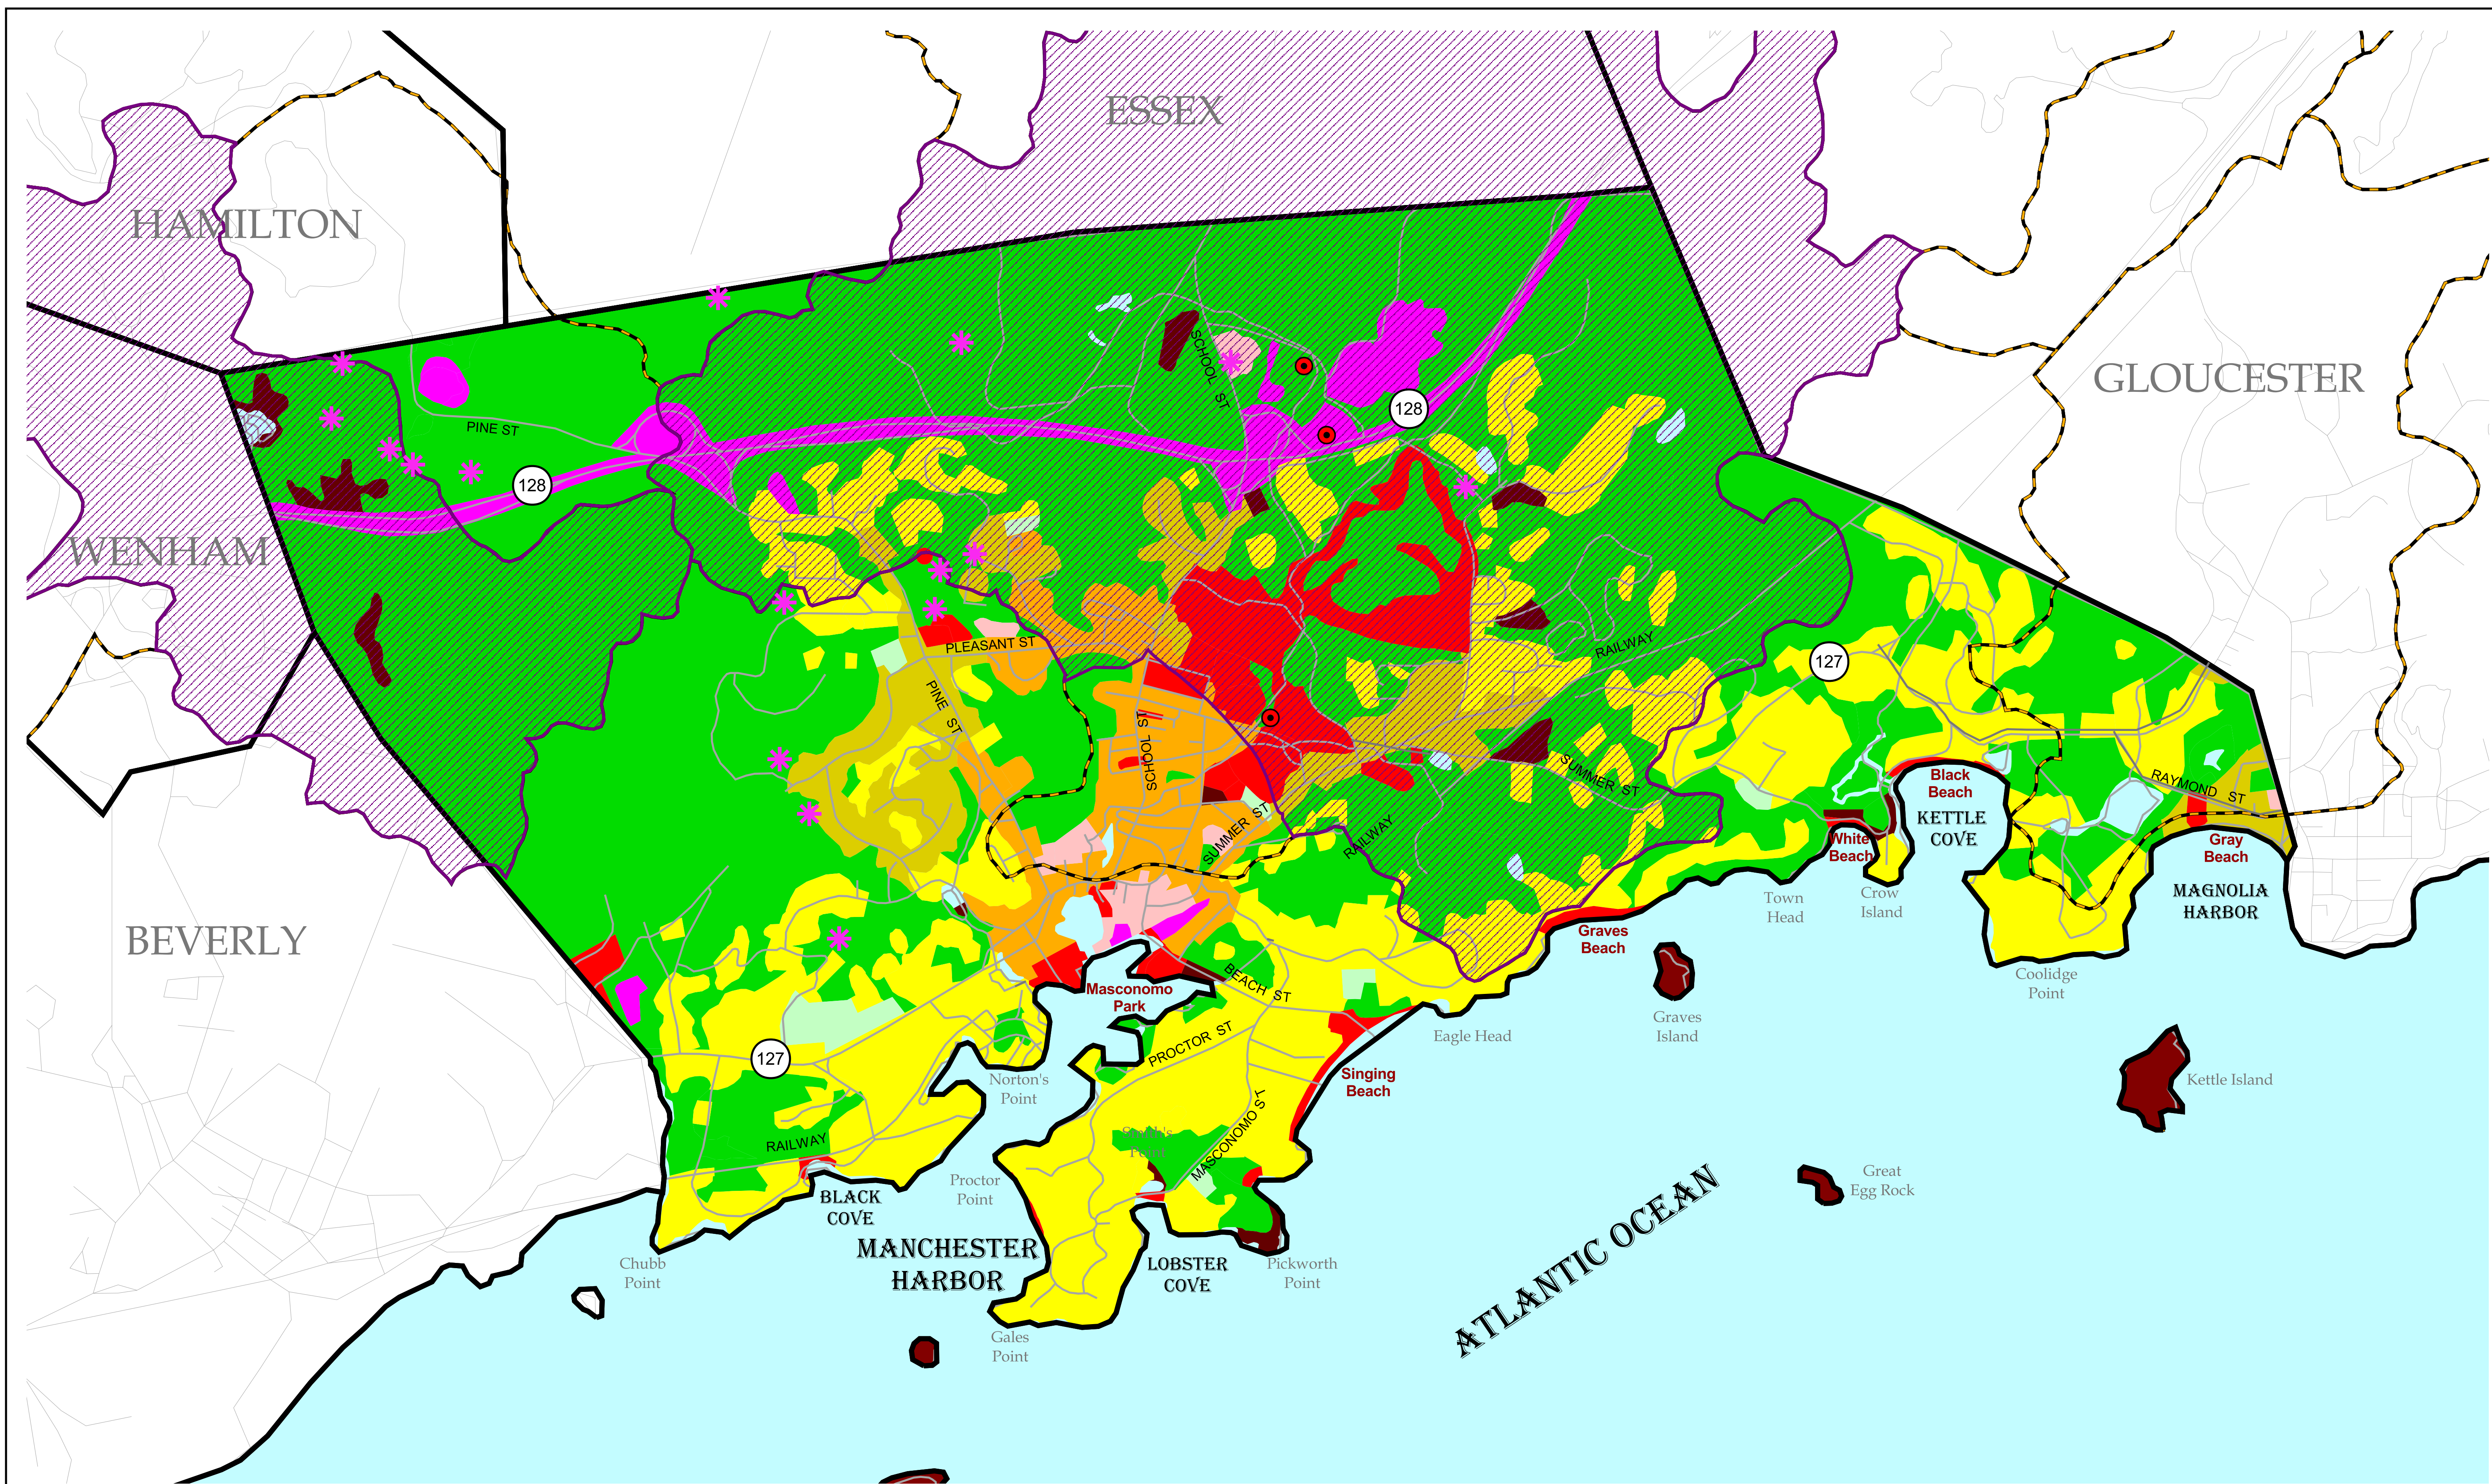 ESSEX
HAMILTON
GLOUCESTER
WENHAM
BEVERLY
SCHOOL ST
128
PINE ST
128
PLEASANT ST
RAILWAY
127
PINE ST
SCHOOL ST
SUMMER ST
SUMMER ST
RAILWAY
RAYMOND ST
Black
Beach
KETTLE
COVE
White
Beach
Gray
Beach
MAGNOLIA
HARBOR
Town
Head
Crow
Island
Graves
Beach
Coolidge
Point
Masconomo
Park
BEACH ST
Graves
Island
Eagle Head
PROCTOR ST
127
Norton's
Point
Singing
Beach
Kettle Island
MASCONOMO ST
Point
RAILWAY
Proctor
Point
BLACK
COVE
Great
Egg Rock
MANCHESTER
HARBOR
LOBSTER
COVE
Pickworth
Point
Chubb
Point
Gales
Point
ATLANTIC OCEAN